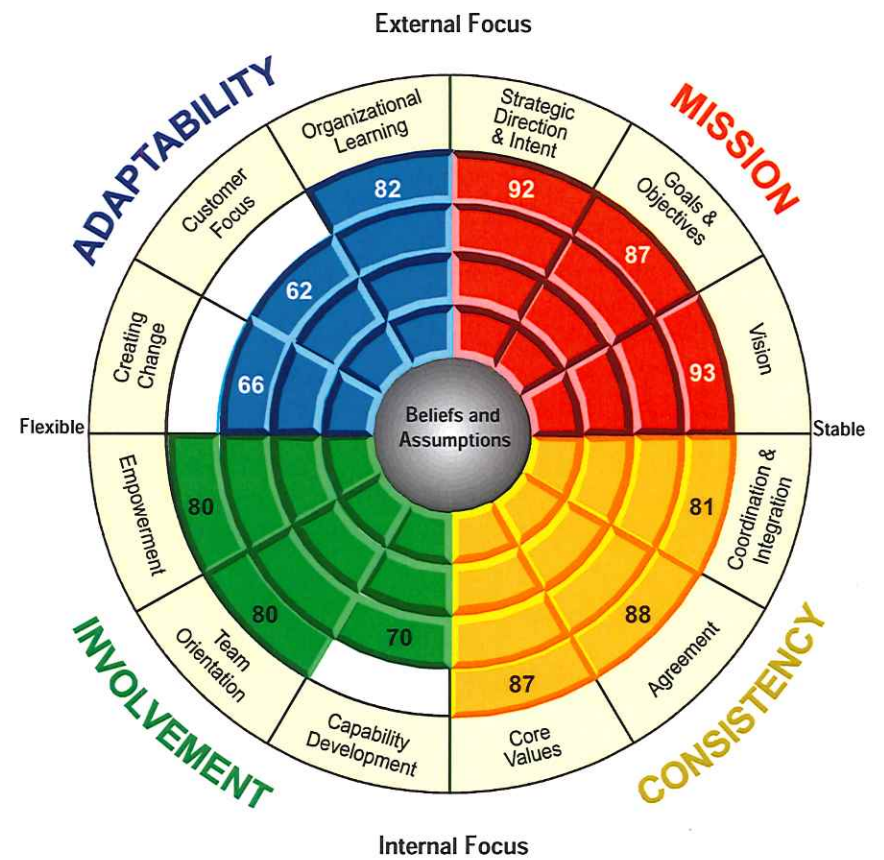 External Focus
ADAPTABILITY
MISSION
Organizational
Learning
Strategic
Direction
& Intent
Customer
Focus
Goals &
Objectives
Creating
Change
Vision
82
92
87
62
66
93
Flexible
Beliefs and
Assumptions
Stable
Empowerment
80
81
Coordination &
Integration
80
70
87
88
Team
Orientation
Agreement
Capability
Development
Core
Values
INVOLVEMENT
CONSISTENCY
Internal Focus